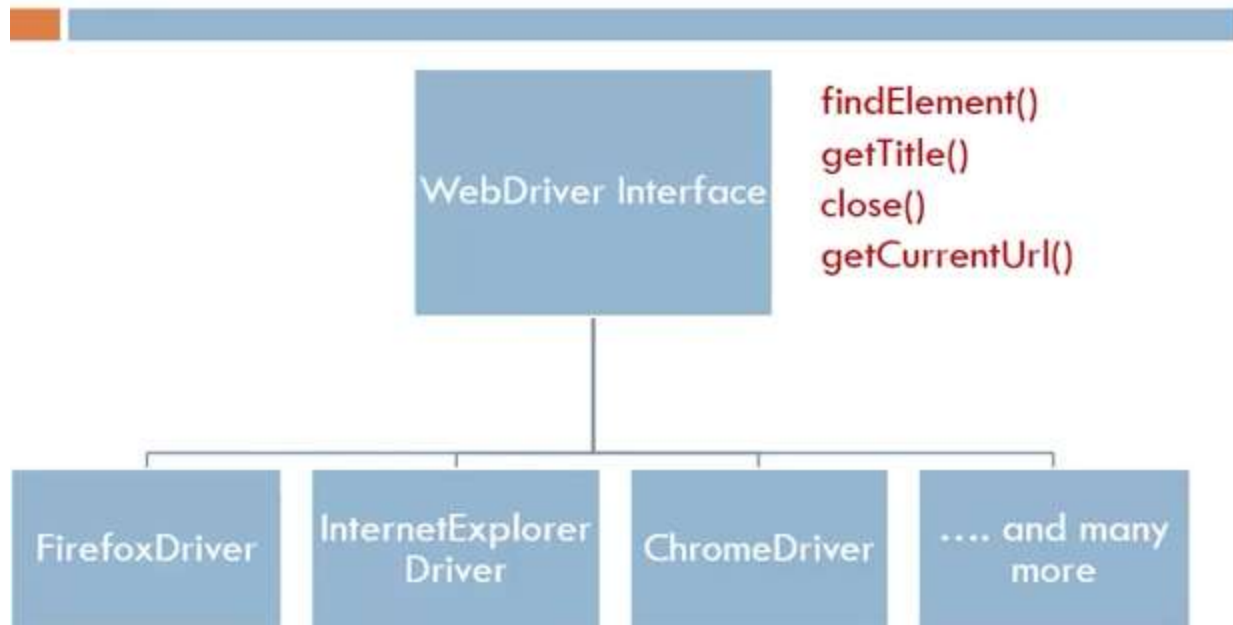 WebDriver Interface
findElement()
getTitle()
close()
getCurrentUrl()
FirefoxDriver
InternetExplorer
Driver
ChromeDriver
.... and many
more